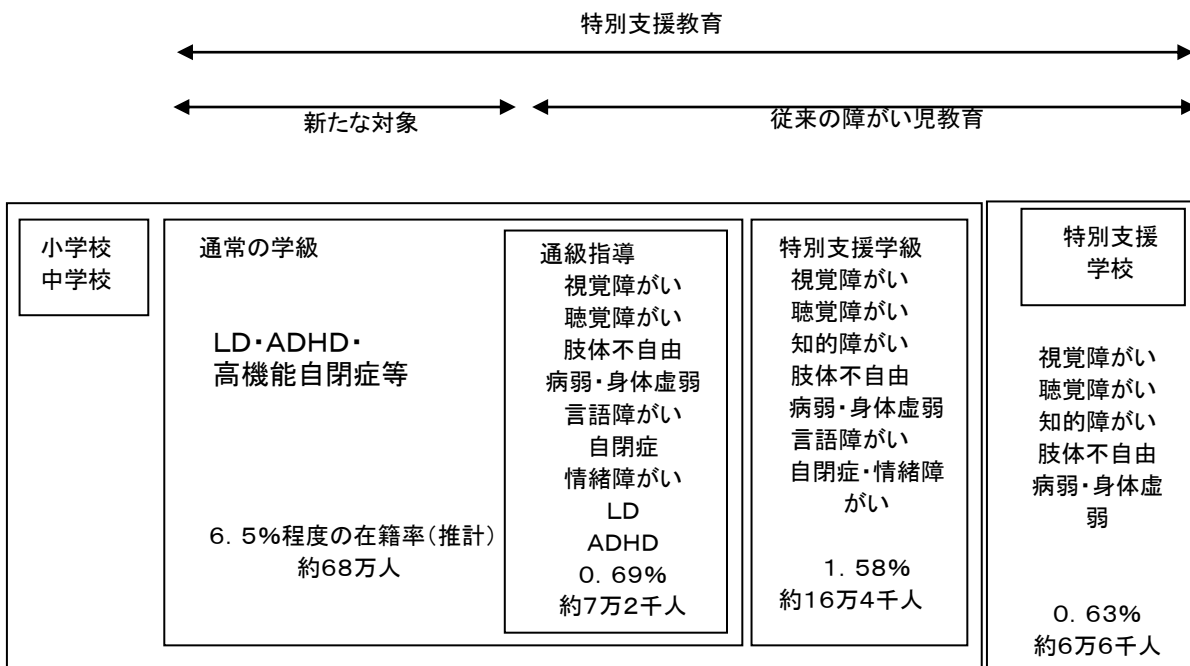 特別支援教育
新たな対象
従来の障がい児教育
小学校
中学校
通常の学級
LD・ADHD・
高機能自閉症等
6．5％程度の在籍率（推計）
約68万人
通級指導
視覚障がい
聴覚障がい
肢体不自由
病弱・身体虚弱
言語障がい
自閉症
情緒障がい
LD
ADHD
0．69％
約7万2千人
特別支援学級
視覚障がい
聴覚障がい
知的障がい
肢体不自由
病弱・身体虚弱
言語障がい
自閉症・情緒障
がい
1．58％
約16万4千人
特別支援
学校
視覚障がい
聴覚障がい
知的障がい
肢体不自由
病弱・身体虚
弱
0．63％
約6万6千人